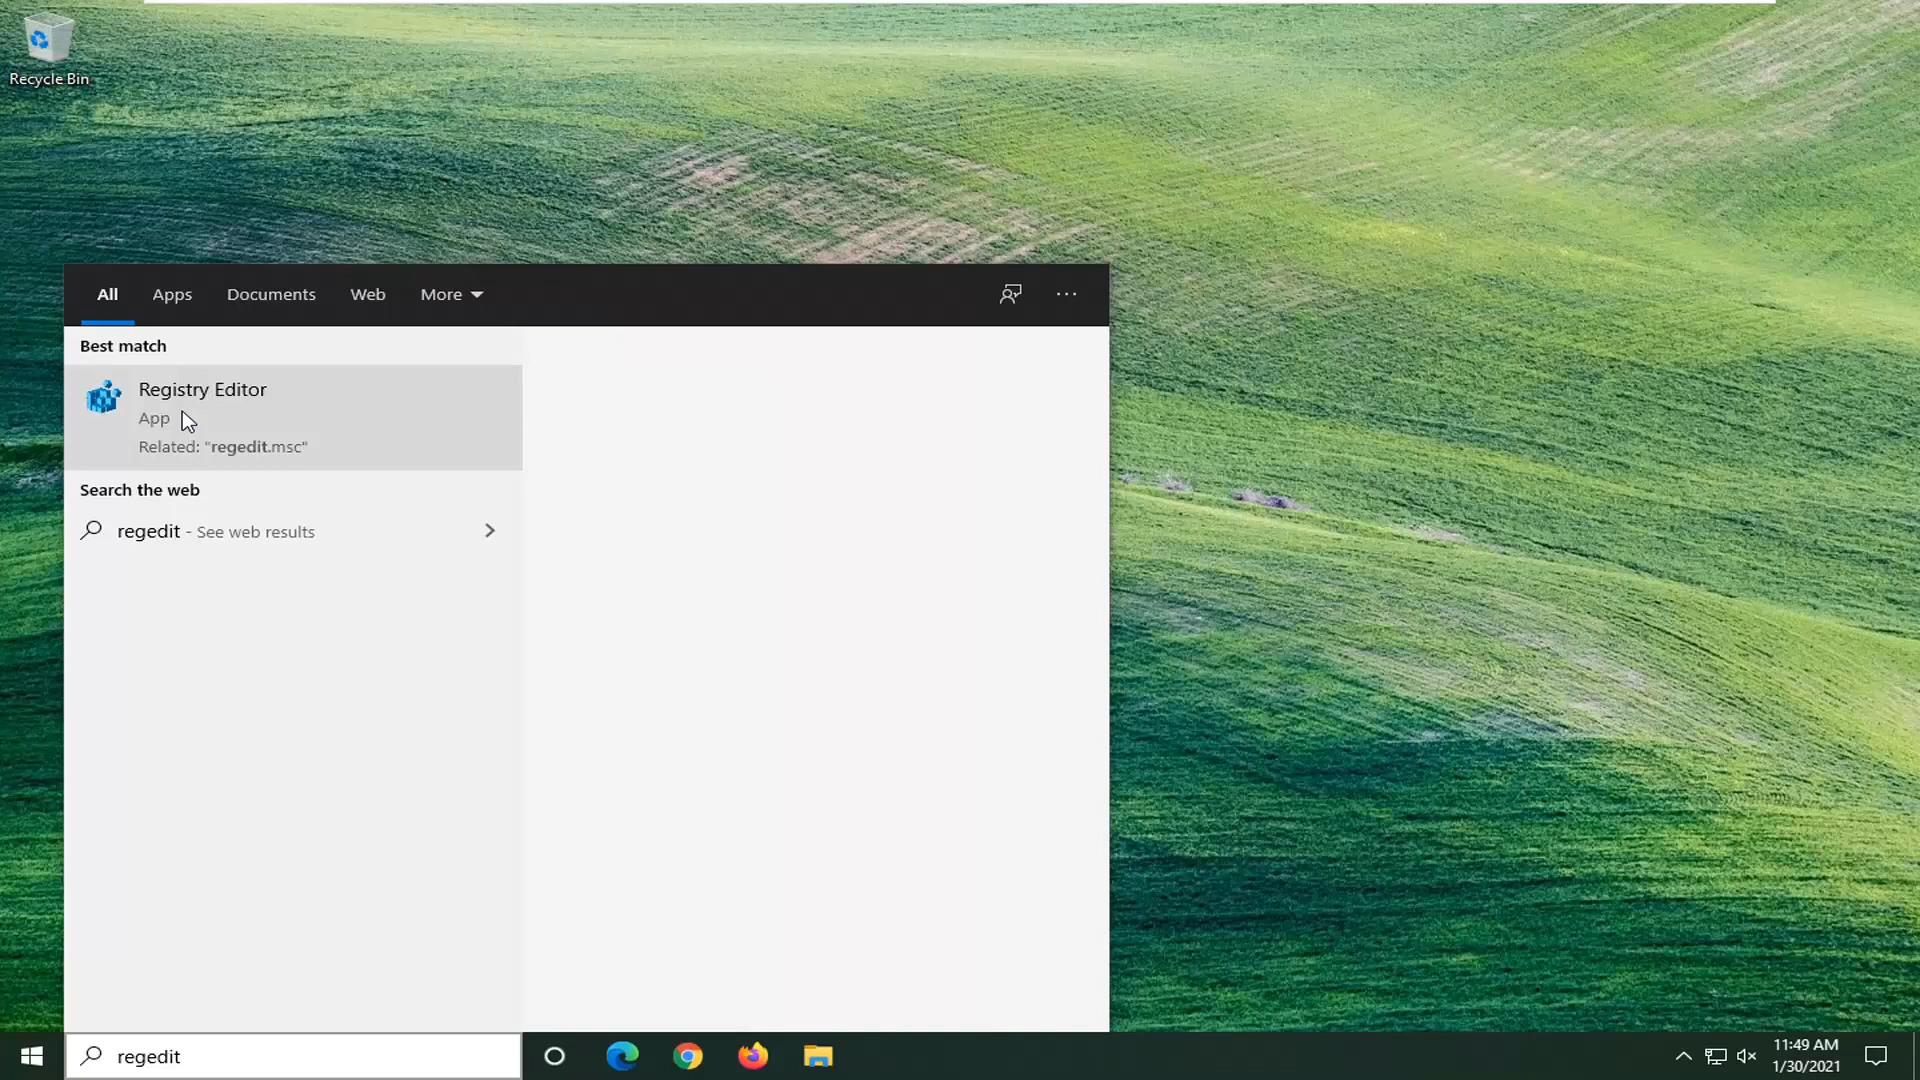 Recycle Bin
All Apps Documents Web More
Best match
Registry Editor
App
Related: "regedit.msc"
Search the web
regedit - See web results
regedit
11:49 AM
1/30/2021